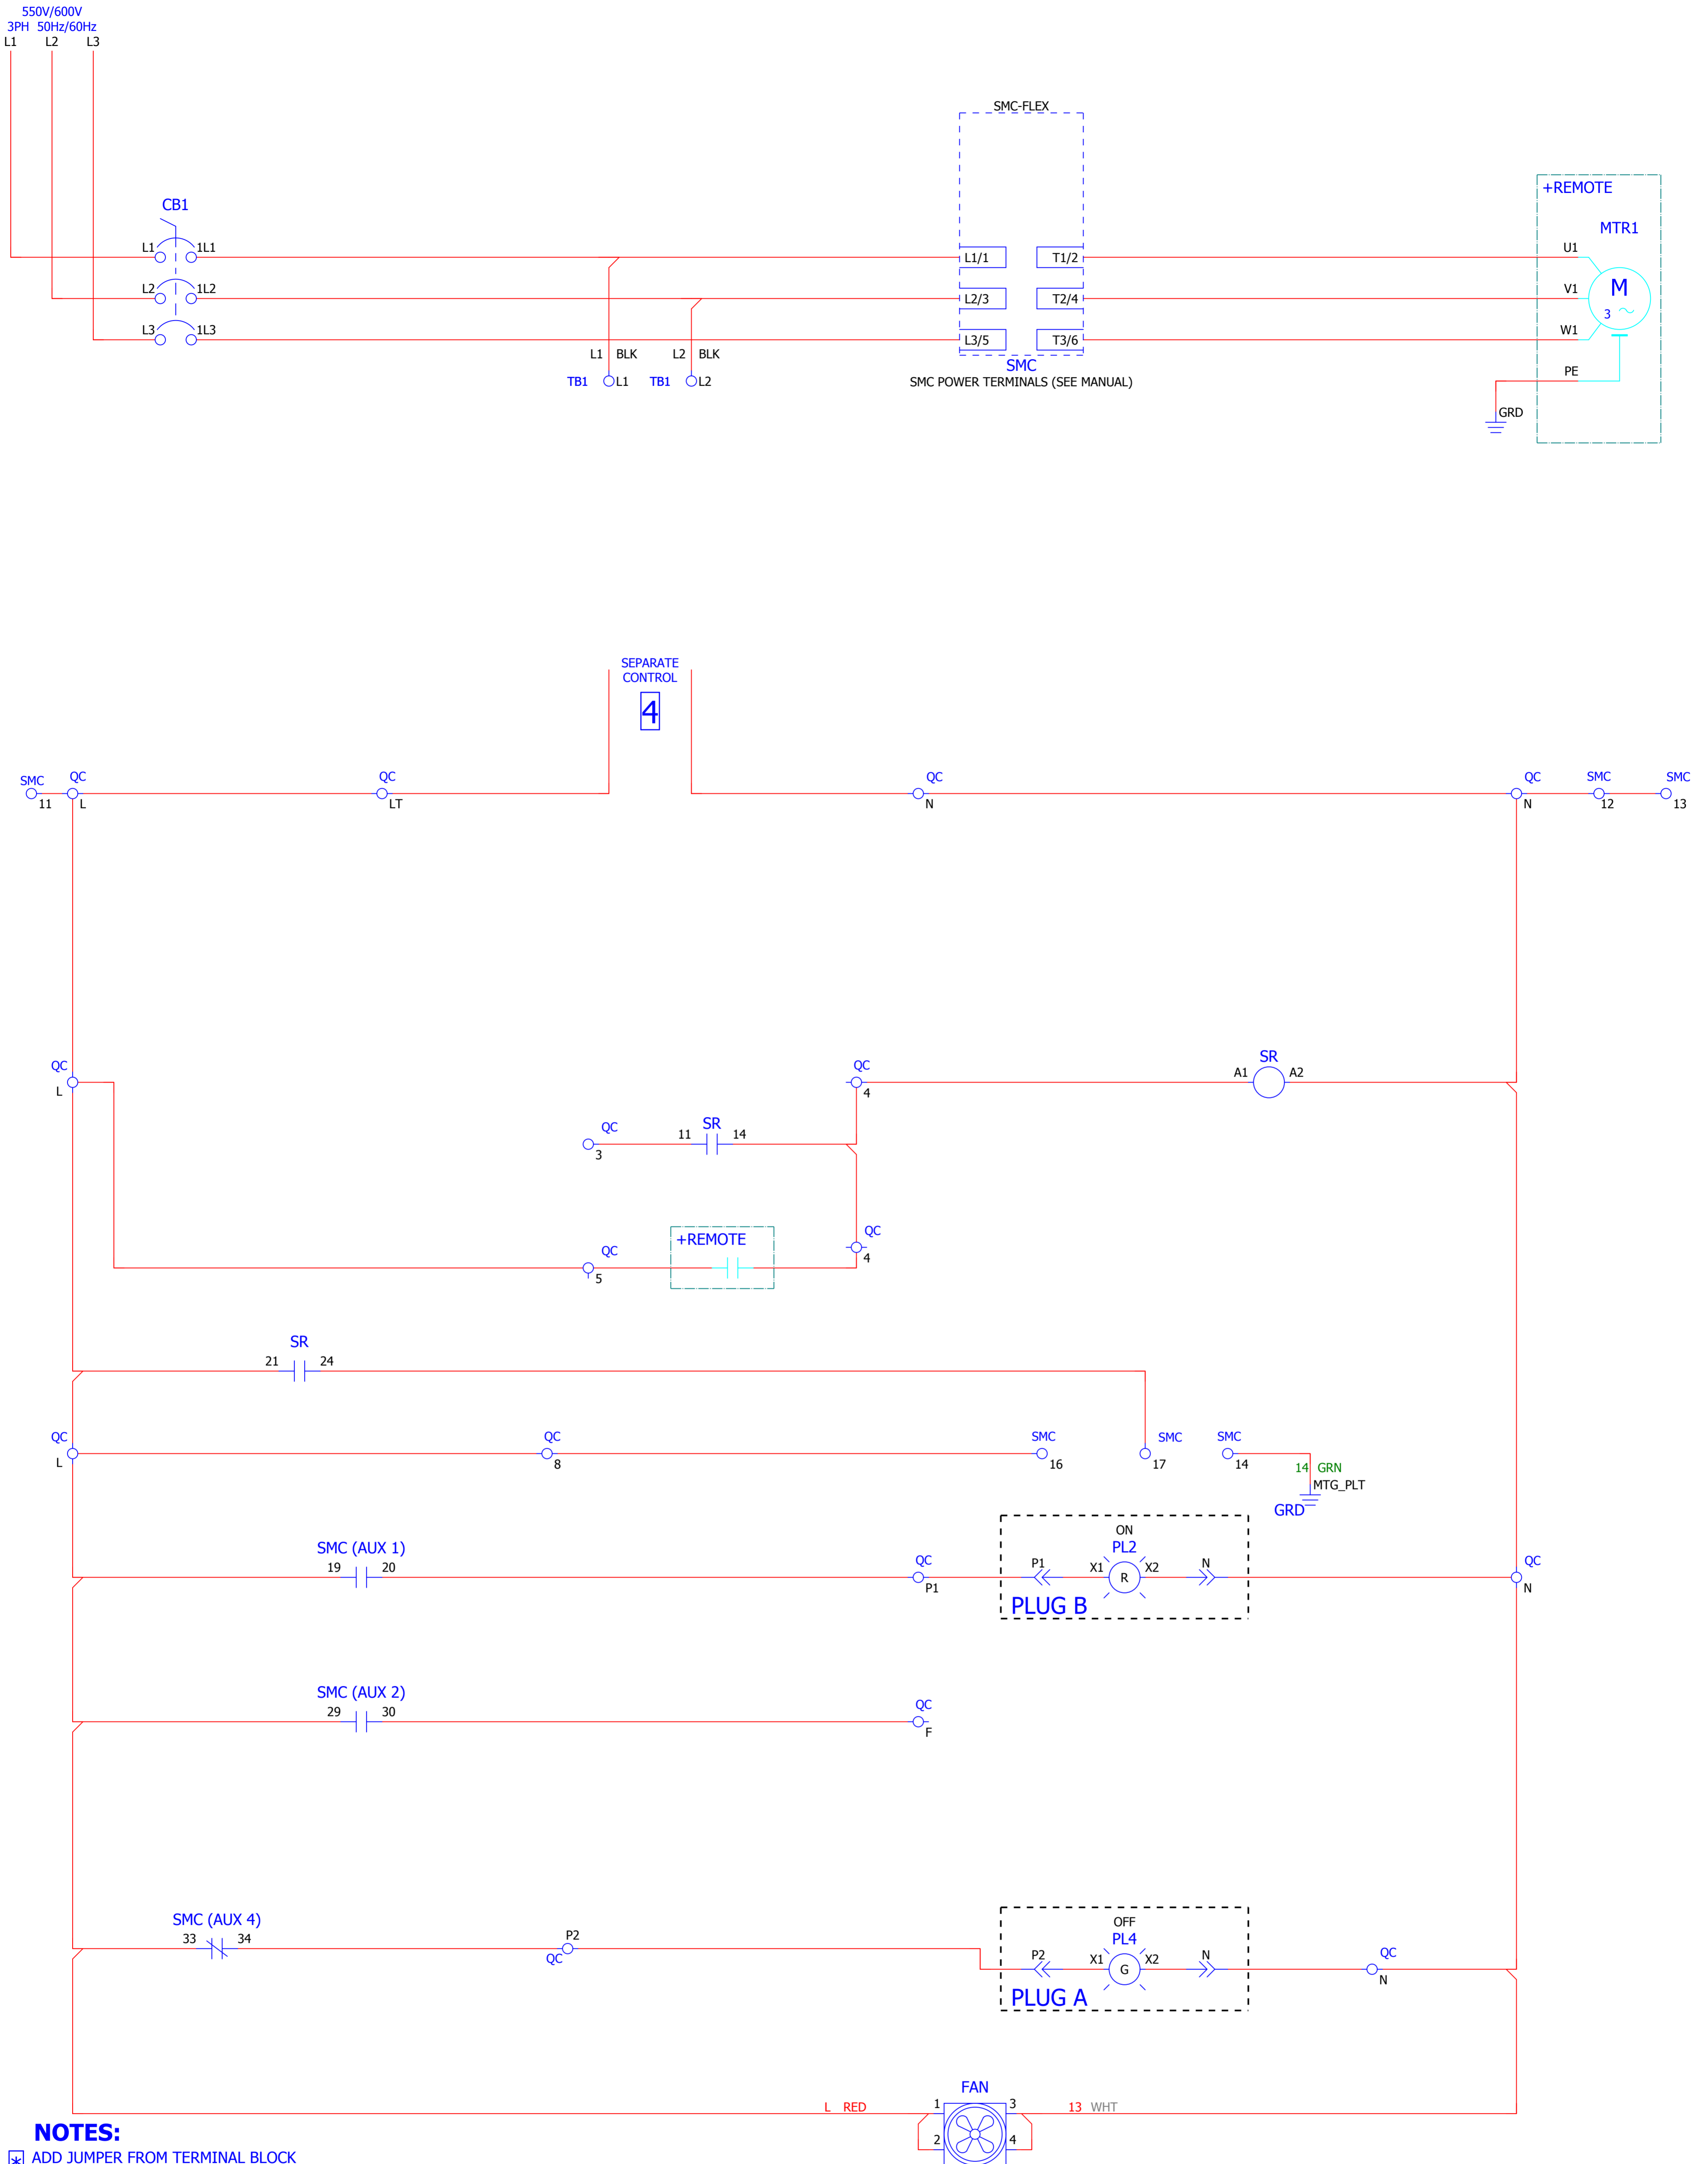 550V/600V
3PH 50Hz/60Hz
L1 L2 L3
SMC-FLEX
+REMOTE
MTR1
CB1
L1 1L1
L1/1 T1/2
U1
L2 1L2
L2/3 T2/4
V1
M
3
L3 1L3
L3/5 T3/6
W1
L1 BLK L2 BLK
SMC
SMC POWER TERMINALS (SEE MANUAL)
TB1 L1 TB1 L2
PE
GRD
SEPARATE
CONTROL
4
SMC QC QC QC QC SMC SMC
11 L LT N N 12 13
QC QC SR
L 4 A1 A2
QC SR
3 11 14
QC +REMOTE QC
5 4
SR
21 24
QC QC SMC SMC SMC
L 8 16 17 14
14 GRN
MTG_PLT
GRD
ON
SMC (AUX 1) PL2
19 20 QC P1 X1 R X2 N QC
P1 N
PLUG B
SMC (AUX 2)
29 30 QC
F
OFF
SMC (AUX 4) PL4
33 34 P2 P2 X1 G X2 N QC
QC N
PLUG A
FAN
L RED 1 3 13 WHT
2 4
NOTES:
* ADD JUMPER FROM TERMINAL BLOCK